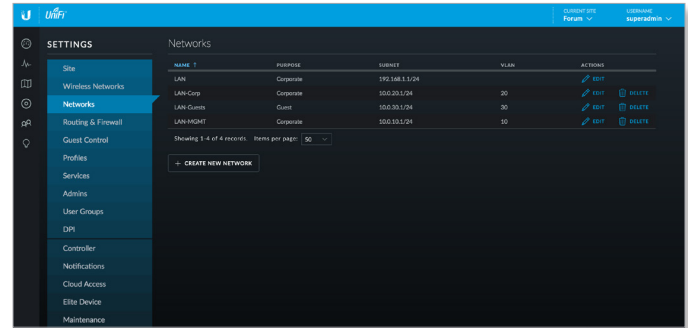 U UniFi CURRENT SITE USERNAME
Forum superadmin
SETTINGS
Networks
Site
Wireless Networks
Networks
Routing & Firewall
Guest Control
Profiles
Services
Admins
User Groups
DPI
Controller
Notifications
Cloud Access
Elite Device
Maintenance
NAME ↑ PURPOSE SUBNET VLAN ACTIONS
LAN Corporate 192.168.1.1/24 EDIT
LAN-Corp Corporate 10.0.20.1/24 20 EDIT DELETE
LAN-Guests Guest 10.0.30.1/24 30 EDIT DELETE
LAN-MGMT Corporate 10.0.10.1/24 10 EDIT DELETE
Showing 1-4 of 4 records. Items per page: 50
+ CREATE NEW NETWORK